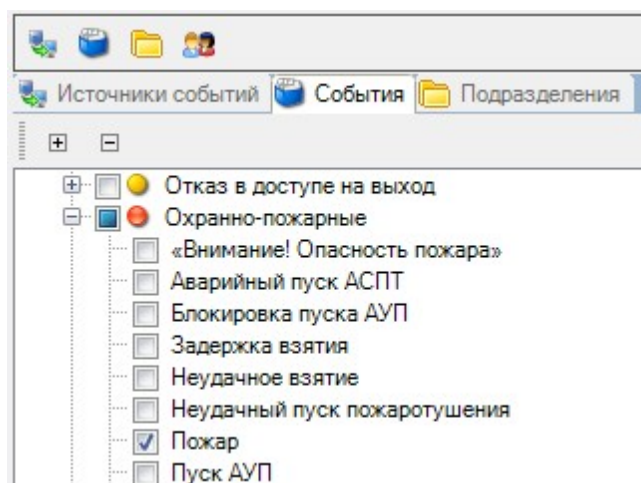 Источники событий События Подразделения
Отказ в доступе на выход
Охранно-пожарные
«Внимание! Опасность пожара»
Аварийный пуск АСПТ
Блокировка пуска АУП
Задержка взятия
Неудачное взятие
Неудачный пуск пожаротушения
Пожар
Пуск АУП